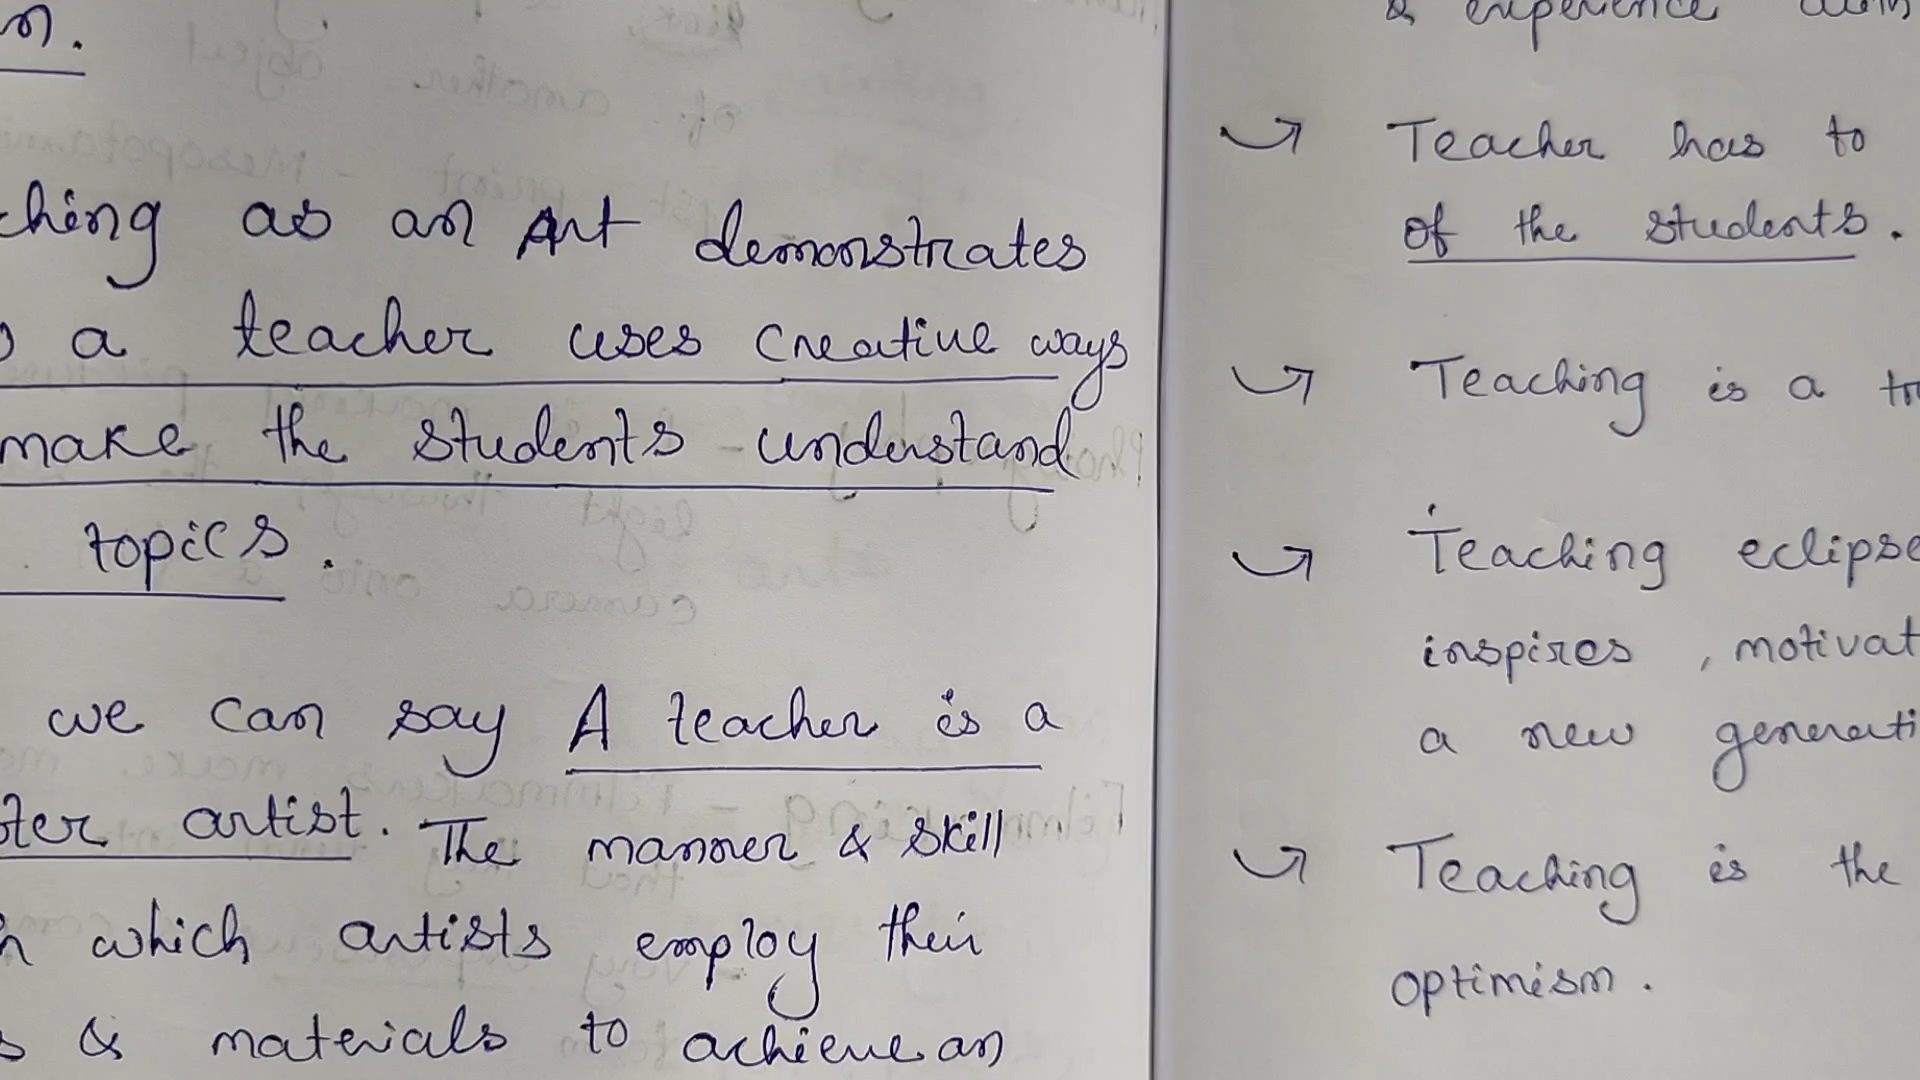 n.
ching as an Art demonstrates
a teacher uses creative ways
make the students understand
topics.
we can say A teacher is a
ter artist. The manner & skill
which artists employ their
s & materials to achieve an
& experience
Teacher has to
of the students.
Teaching is a tr
Teaching eclipse
inspires, motivat
a new generati
Teaching is the
optimism.